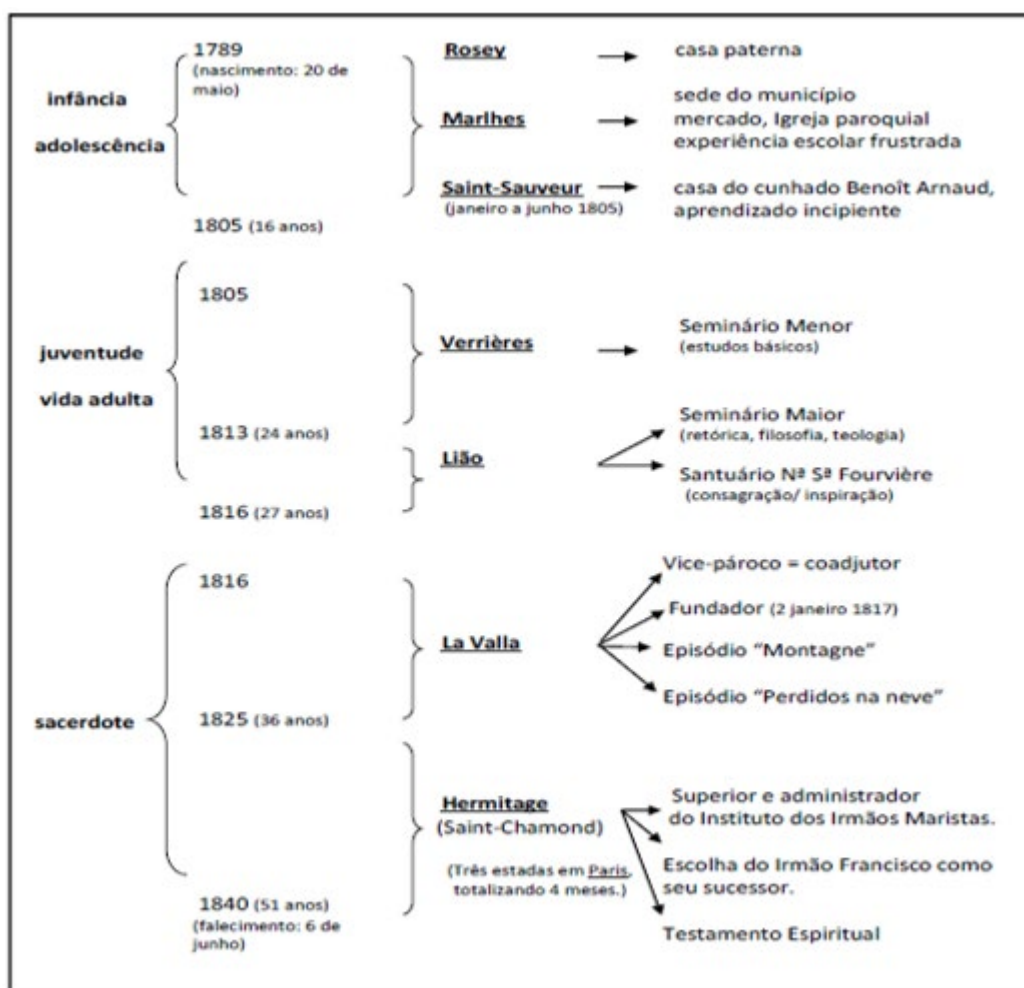 1789
(nascimento: 20 de
maio)
infância
adolescência
1805 (16 anos)
Rosey
casa paterna
Marlhes
sede do município
mercado, Igreja paroquial
experiência escolar frustrada
Saint-Sauveur
(janeiro a junho 1805)
casa do cunhado Benoît Arnaud,
aprendizado incipiente
juventude
vida adulta
1805
1813 (24 anos)
1816 (27 anos)
Verrières
Seminário Menor
(estudos básicos)
Lião
Seminário Maior
(retórica, filosofia, teologia)
Santuário Nª Sª Fourvière
(consagração/ inspiração)
sacerdote
1816
1825 (36 anos)
1840 (51 anos)
(falecimento: 6 de
junho)
La Valla
Vice-pároco = coadjutor
Fundador (2 janeiro 1817)
Episódio “Montagne”
Episódio “Perdidos na neve”
Hermitage
(Saint-Chamond)
(Três estadas em Paris,
totalizando 4 meses.)
Superior e administrador
do Instituto dos Irmãos Maristas.
Escolha do Irmão Francisco como
seu sucessor.
Testamento Espiritual